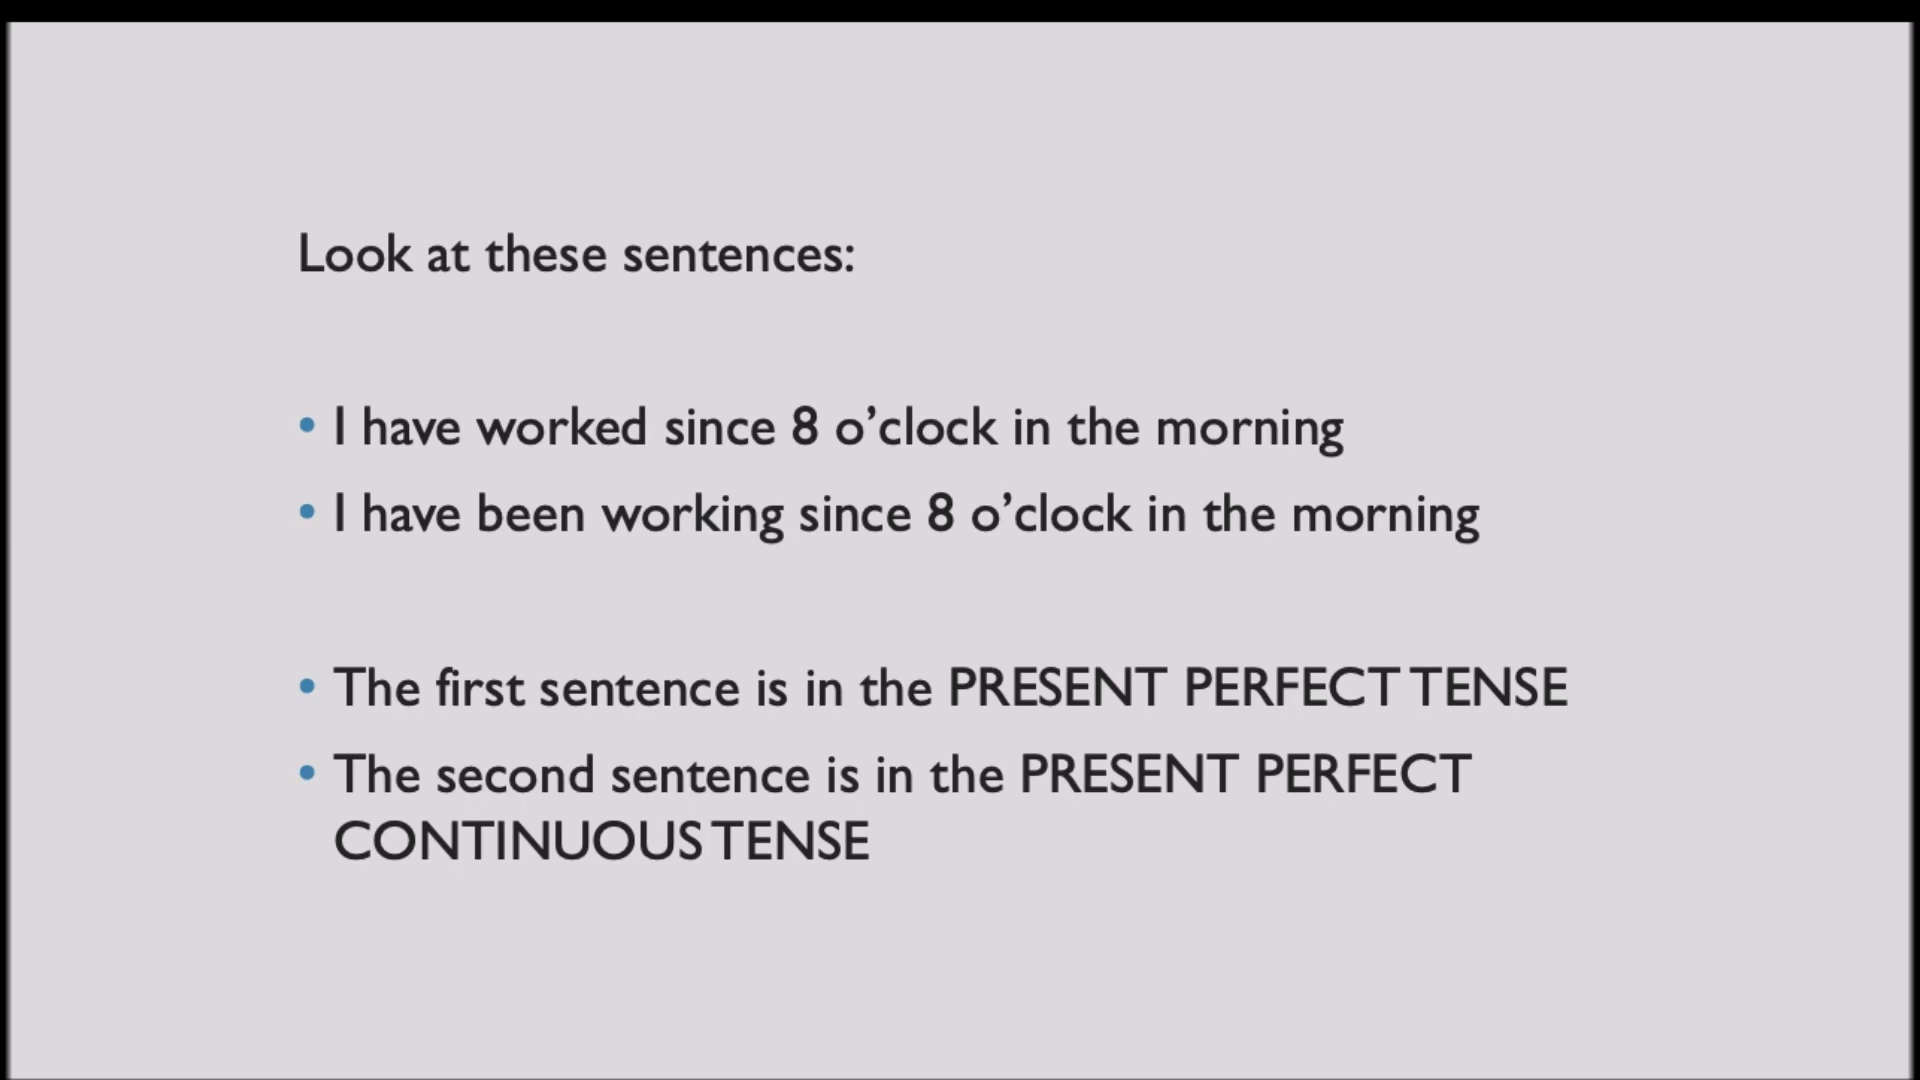 Look at these sentences:
• I have worked since 8 o’clock in the morning
• I have been working since 8 o’clock in the morning
• The first sentence is in the PRESENT PERFECT TENSE
• The second sentence is in the PRESENT PERFECT
CONTINUOUS TENSE